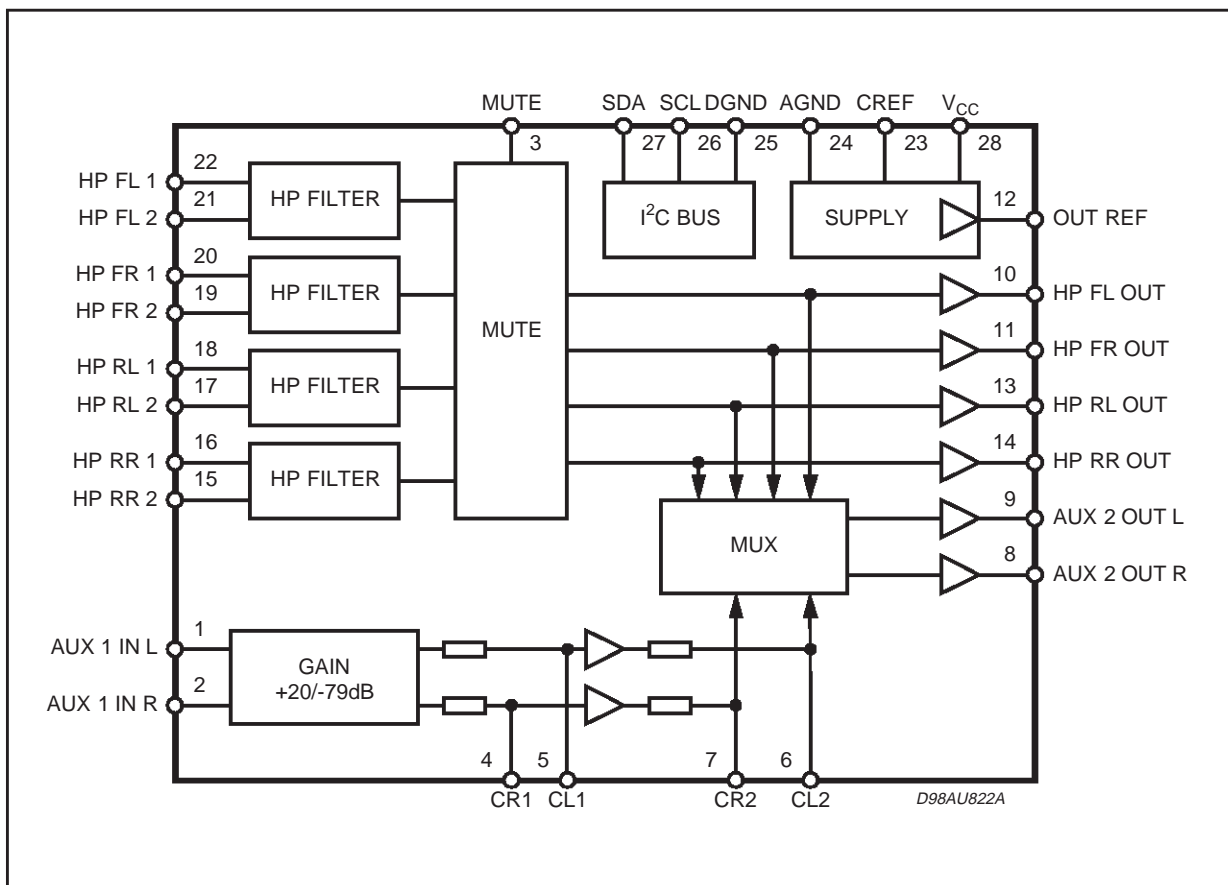 MUTE
SDA
SCL
DGND
AGND
CREF
VCC
3
27
26
25
24
23
28
HP FL 1
22
HP FL 2
21
HP FILTER
I2C BUS
SUPPLY
12
OUT REF
HP FR 1
20
HP FR 2
19
HP FILTER
MUTE
10
HP FL OUT
11
HP FR OUT
HP RL 1
18
HP RL 2
17
HP FILTER
13
HP RL OUT
HP RR 1
16
HP RR 2
15
HP FILTER
14
HP RR OUT
MUX
9
AUX 2 OUT L
8
AUX 2 OUT R
AUX 1 IN L
1
AUX 1 IN R
2
GAIN
+20/-79dB
4
5
7
6
CR1
CL1
CR2
CL2
D98AU822A